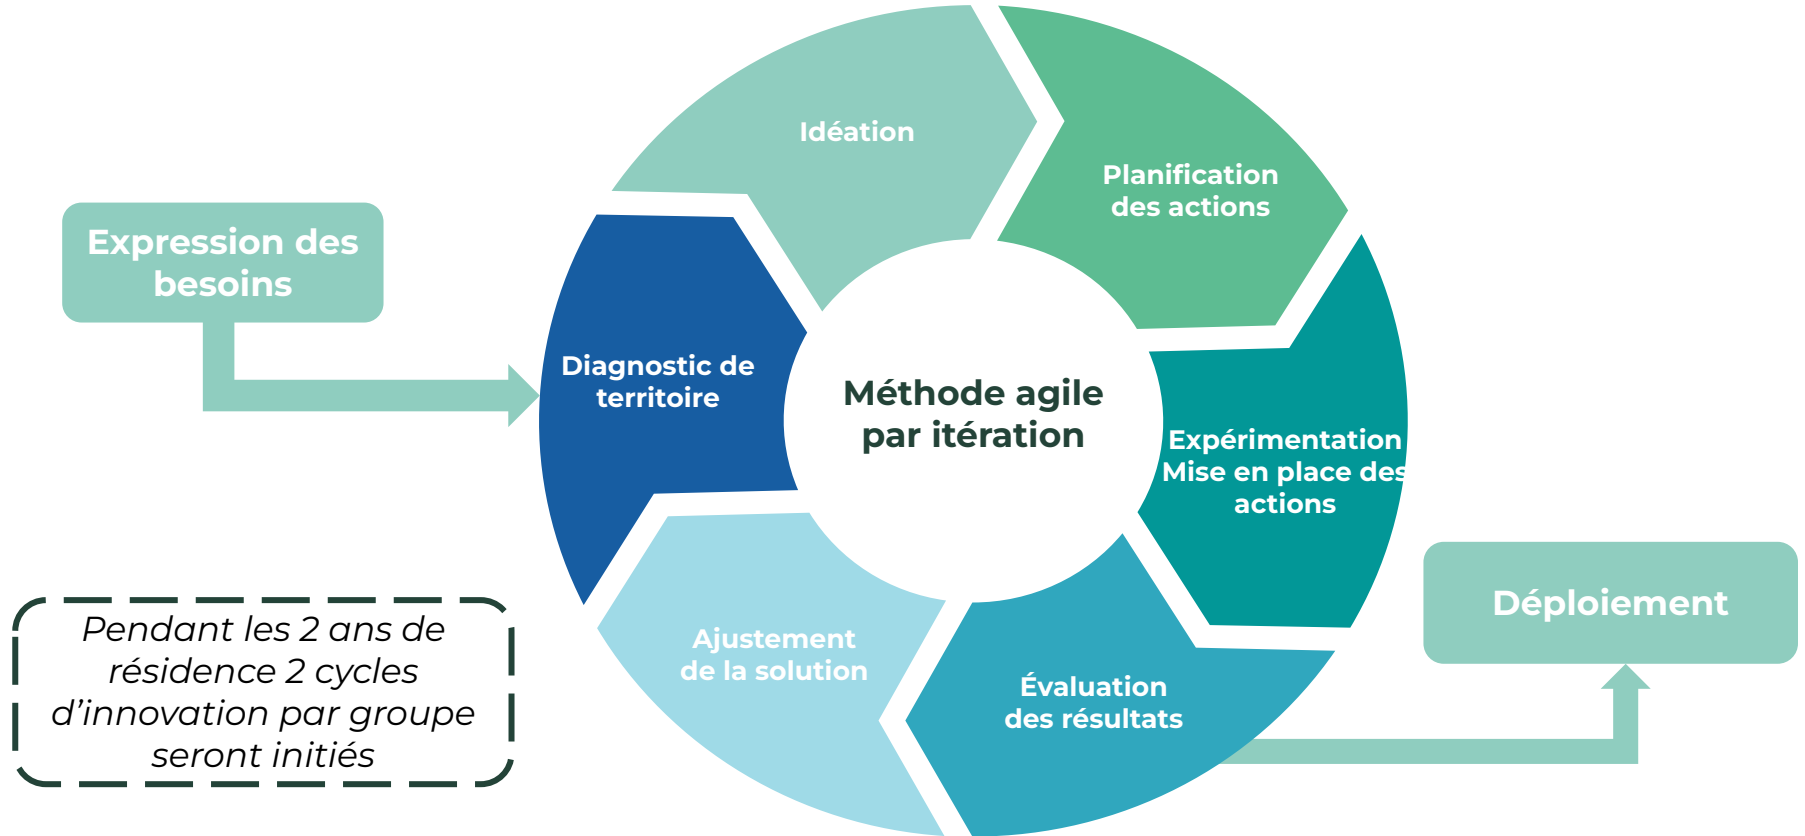 Idéation
Planification
des actions
Expression des
besoins
Diagnostic de
territoire
Méthode agile
par itération
Expérimentation
Mise en place des
actions
Déploiement
Pendant les 2 ans de
résidence 2 cycles
d’innovation par groupe
seront initiés
Ajustement
de la solution
Évaluation
des résultats